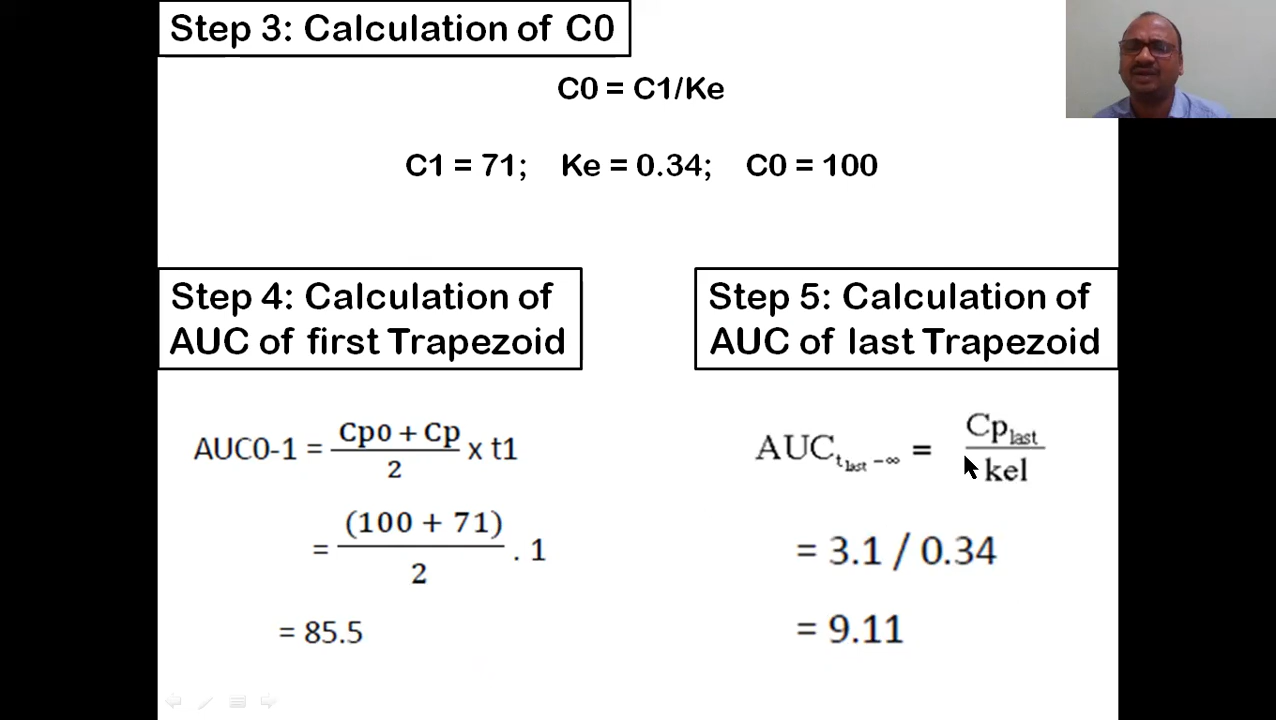 Step 3: Calculation of C0
C0 = C1/Ke
C1 = 71; Ke = 0.34; C0 = 100
Step 4: Calculation of
AUC of first Trapezoid
AUC0-1 = (Cp0 + Cp)/2 x t1
= (100 + 71)/2 . 1
= 85.5
Step 5: Calculation of
AUC of last Trapezoid
AUC t last −∞ = Cp last / kel
= 3.1 / 0.34
= 9.11